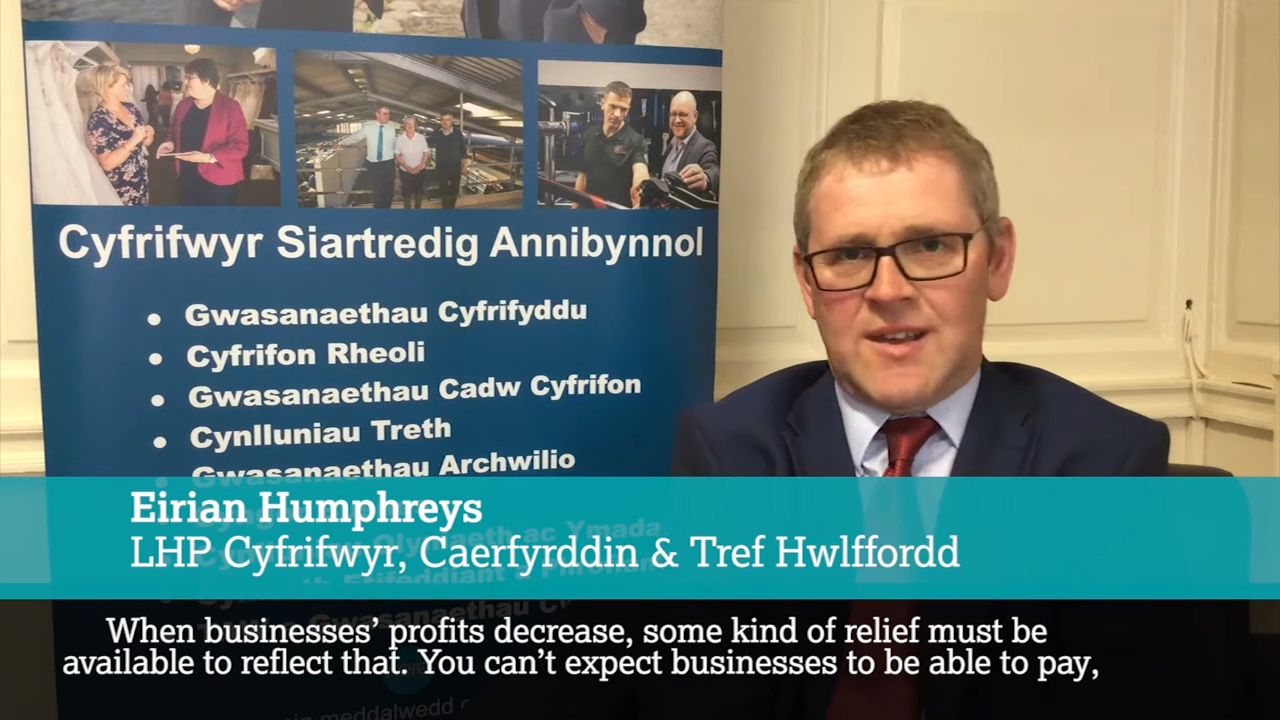 Cyfrifwyr Siartredig Annibynnol
• Gwasanaethau Cyfrifyddu
• Cyfrifon Rheoli
• Gwasanaethau Cadw Cyfrifon
• Cynlluniau Treth
• Gwasanaethau Archwilio
Eirian Humphreys
LHP Cyfrifwyr, Caerfyrddin & Tref Hwlffordd
When businesses’ profits decrease, some kind of relief must be
available to reflect that. You can’t expect businesses to be able to pay,
meddalwedd